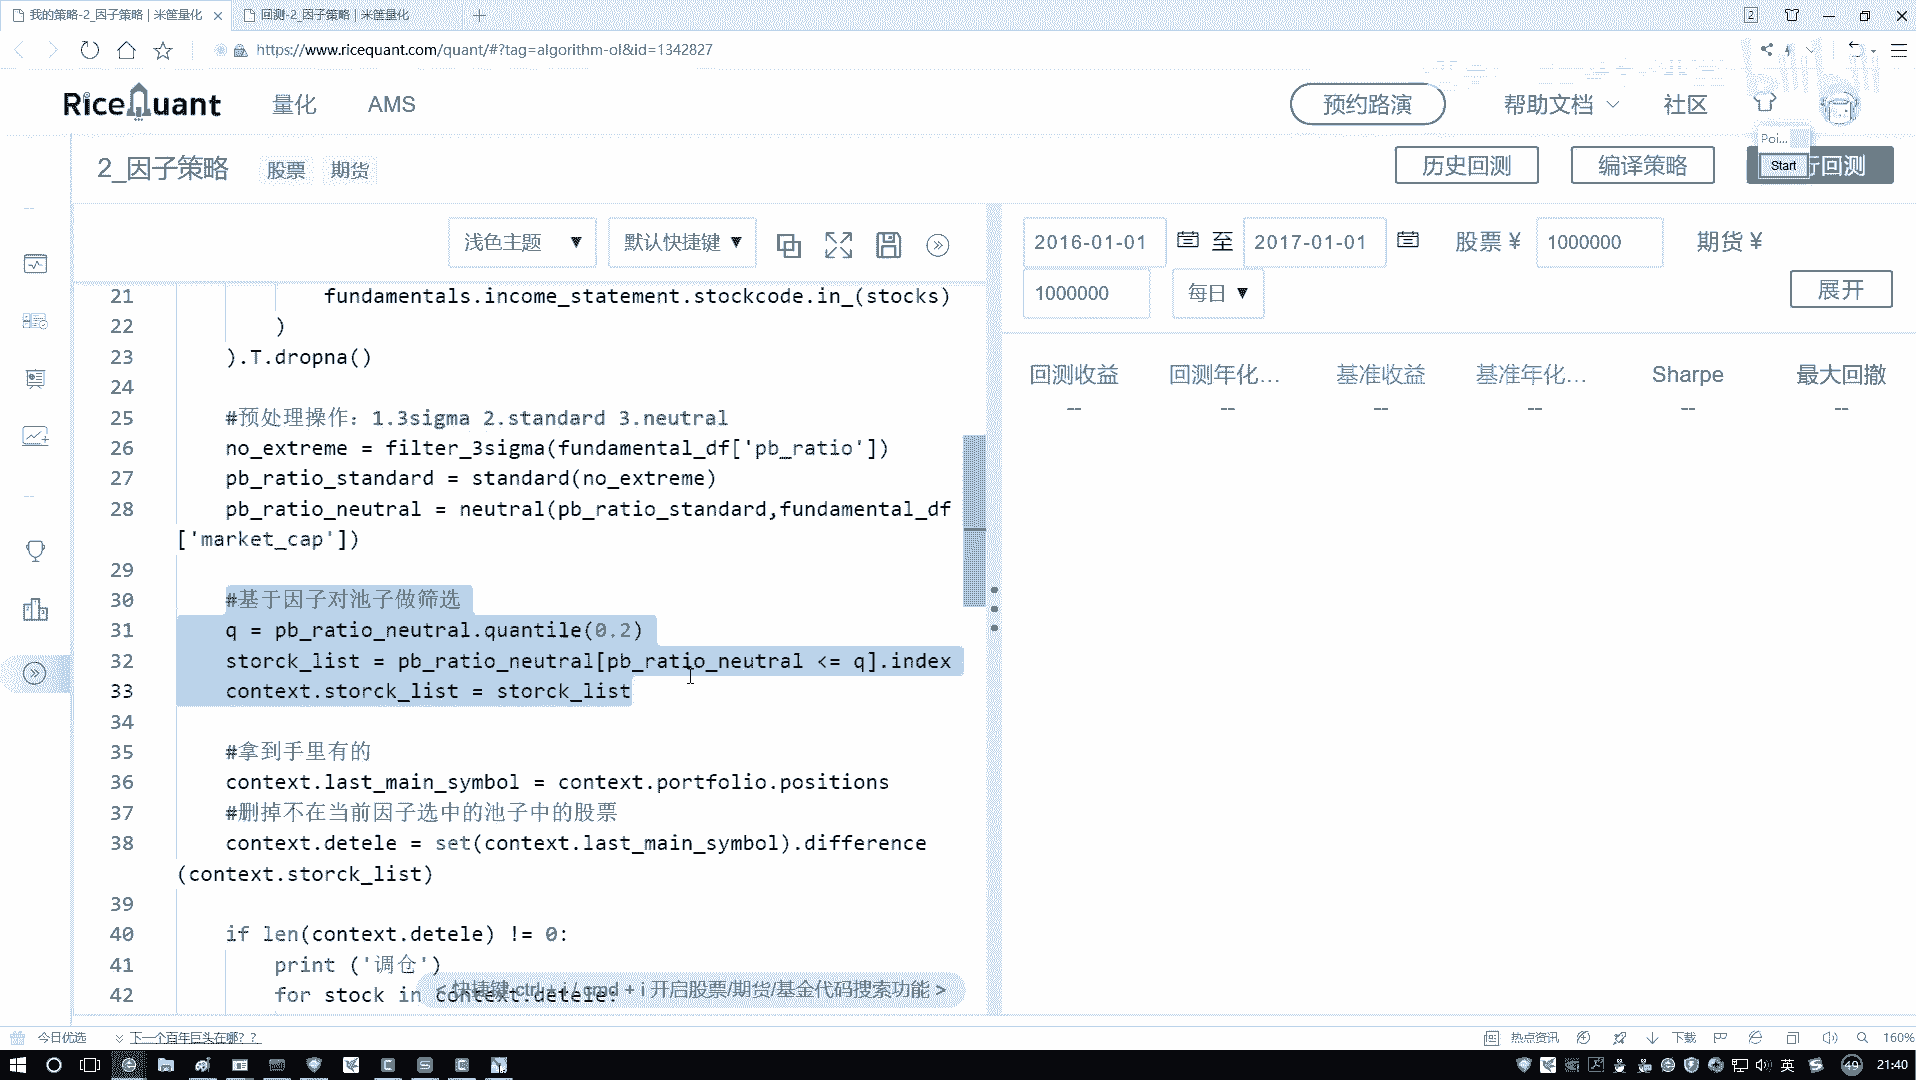 我的策略-2_因子策略 | 米筐量化
回测-2_因子策略 | 米筐量化
2
https://www.ricequant.com/quant/#?tag=algorithm-ol&id=1342827
RiceQuant 量化 AMS 预约路演 帮助文档 社区
Poi...
Start
2_因子策略 股票 期货 历史回测 编译策略 行回测
浅色主题 默认快捷键
2016-01-01 至 2017-01-01 股票 ¥ 1000000 期货 ¥
1000000 每日 展开
回测收益 回测年化... 基准收益 基准年化... Sharpe 最大回撤
-- -- -- -- -- --
21 fundamentals.income_statement.stockcode.in_(stocks)
22 )
23 ).T.dropna()
24
25 #预处理操作：1.3sigma 2.standard 3.neutral
26 no_extreme = filter_3sigma(fundamental_df['pb_ratio'])
27 pb_ratio_standard = standard(no_extreme)
28 pb_ratio_neutral = neutral(pb_ratio_standard,fundamental_df
['market_cap'])
29
30 #基于因子对池子做筛选
31 q = pb_ratio_neutral.quantile(0.2)
32 storck_list = pb_ratio_neutral[pb_ratio_neutral <= q].index
33 context.storck_list = storck_list
34
35 #拿到手里有的
36 context.last_main_symbol = context.portfolio.positions
37 #删掉不在当前因子选中的池子中的股票
38 context.detele = set(context.last_main_symbol).difference
(context.storck_list)
39
40 if len(context.detele) != 0:
41 print ('调仓')
42 for stock in context.detele:
< 快捷键 ctrl + i / cmd + i 开启股票/期货/基金代码搜索功能 >
今日优选 下一个百年巨头在哪？？ 热点资讯 下载 160%
英 49 21:40